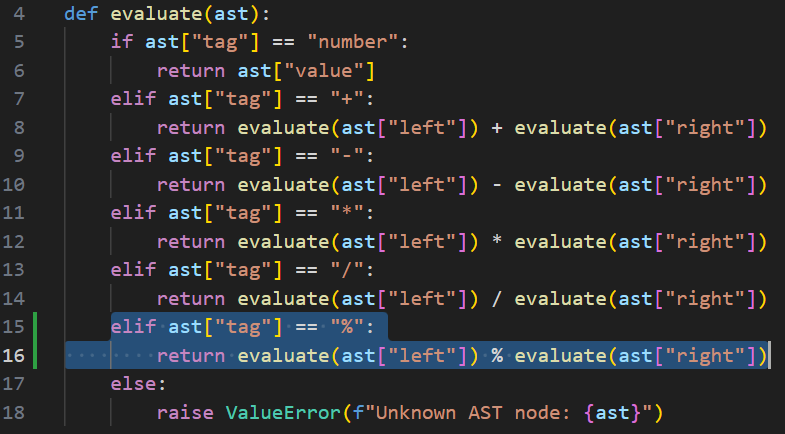 4 def evaluate(ast):
5     if ast["tag"] == "number":
6         return ast["value"]
7     elif ast["tag"] == "+":
8         return evaluate(ast["left"]) + evaluate(ast["right"])
9     elif ast["tag"] == "-":
10         return evaluate(ast["left"]) - evaluate(ast["right"])
11     elif ast["tag"] == "*":
12         return evaluate(ast["left"]) * evaluate(ast["right"])
13     elif ast["tag"] == "/":
14         return evaluate(ast["left"]) / evaluate(ast["right"])
15     elif ast["tag"] == "%":
16         return evaluate(ast["left"]) % evaluate(ast["right"])
17     else:
18         raise ValueError(f"Unknown AST node: {ast}")